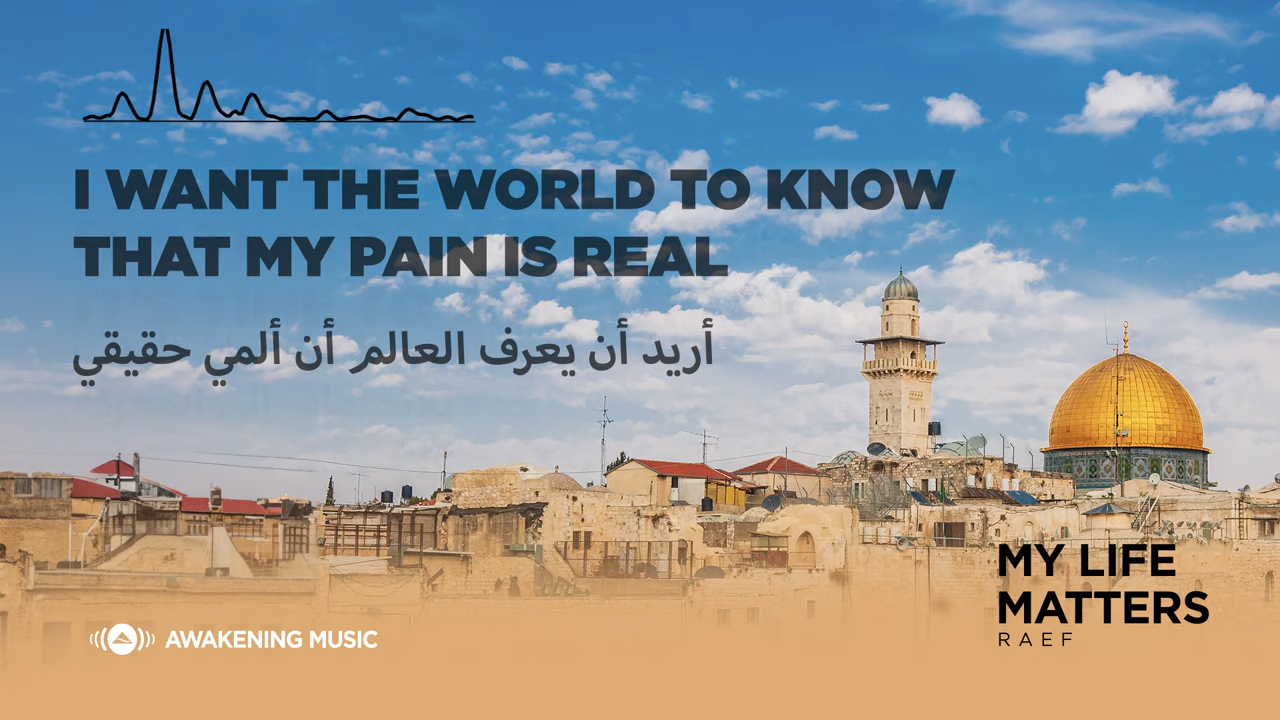 I WANT THE WORLD TO KNOW
THAT MY PAIN IS REAL
أريد أن يعرف العالم أن ألمي حقيقي
MY LIFE
MATTERS
RAEF
AWAKENING MUSIC